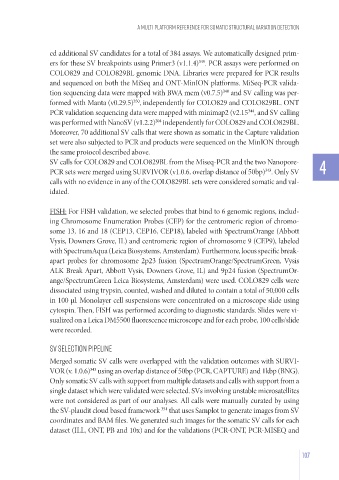 A MULTI PLATFORM REFERENCE FOR SOMATIC STRUCTURAL VARIATION DETECTION
ed additional SV candidates for a total of 384 assays. We automatically designed prim-
ers for these SV breakpoints using Primer3 (v1.1.4). PCR assays were performed on
COLO829 and COLO829BL genomic DNA. Libraries were prepared for PCR results
and sequenced on both the MiSeq and ONT-MinION platforms. MiSeq-PCR valida-
tion sequencing data were mapped with BWA mem (v0.7.5) and SV calling was per-
formed with Manta (v0.29.5), independently for COLO829 and COLO829BL. ONT
PCR validation sequencing data were mapped with minimap2 (v2.15), and SV calling
was performed with NanoSV (v1.2.2) independently for COLO829 and COLO829BL.
Moreover, 70 additional SV calls that were shown as somatic in the Capture validation
set were also subjected to PCR and products were sequenced on the MinION through
the same protocol described above.
SV calls for COLO829 and COLO829BL from the Miseq-PCR and the two Nanopore-
PCR sets were merged using SURVIVOR (v1.0.6, overlap distance of 50bp). Only SV
calls with no evidence in any of the COLO829BL sets were considered somatic and val-
idated.
4
FISH: For FISH validation, we selected probes that bind to 6 genomic regions, includ-
ing Chromosome Enumeration Probes (CEP) for the centromeric region of chromo-
some 13, 16 and 18 (CEP13, CEP16, CEP18), labeled with SpectrumOrange (Abbott
Vysis, Downers Grove, IL) and centromeric region of chromosome 9 (CEP9), labeled
with SpectrumAqua (Leica Biosystems, Amsterdam). Furthermore, locus specific break-
apart probes for chromosome 2p23 fusion (SpectrumOrange/SpectrumGreen, Vysis
ALK Break Apart, Abbott Vysis, Downers Grove, IL) and 9p24 fusion (SpectrumOr-
ange/SpectrumGreen Leica Biosystems, Amsterdam) were used. COLO829 cells were
dissociated using trypsin, counted, washed and diluted to contain a total of 50,000 cells
in 100 µl. Monolayer cell suspensions were concentrated on a microscope slide using
cytospin. Then, FISH was performed according to diagnostic standards. Slides were vi-
sualized on a Leica DM5500 fluorescence microscope and for each probe, 100 cells/slide
were recorded.
SV SELECTION PIPELINE
Merged somatic SV calls were overlapped with the validation outcomes with SURVI-
VOR (v. 1.0.6) using an overlap distance of 50bp (PCR, CAPTURE) and 1kbp (BNG).
Only somatic SV calls with support from multiple datasets and calls with support from a
single dataset which were validated were selected. SVs involving unstable microsatellites
were not considered as part of our analyses. All calls were manually curated by using
the SV-plaudit cloud based framework that uses Samplot to generate images from SV
coordinates and BAM files. We generated such images for the somatic SV calls for each
dataset (ILL, ONT, PB and 10x) and for the validations (PCR-ONT, PCR-MISEQ and
107